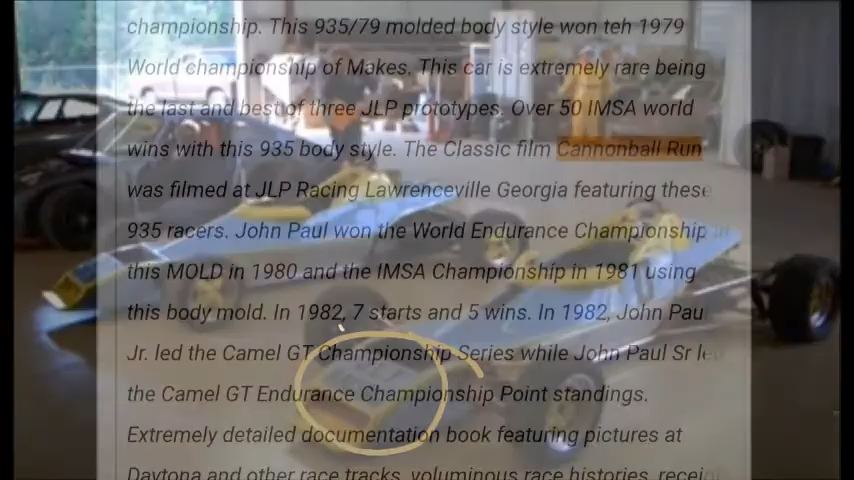 championship. This 935/79 molded body style won teh 1979
World championship of Makes. This car is extremely rare being
the last and best of three JLP prototypes. Over 50 IMSA world
wins with this 935 body style. The Classic film Cannonball Run
was filmed at JLP Racing Lawrenceville Georgia featuring these
935 racers. John Paul won the World Endurance Championship in
this MOLD in 1980 and the IMSA Championship in 1981 using
this body mold. In 1982, 7 starts and 5 wins. In 1982, John Pau
Jr. led the Camel GT Championship Series while John Paul Sr led
the Camel GT Endurance Championship Point standings.
Extremely detailed documentation book featuring pictures at
Daytona and other race tracks, voluminous race histories, receip